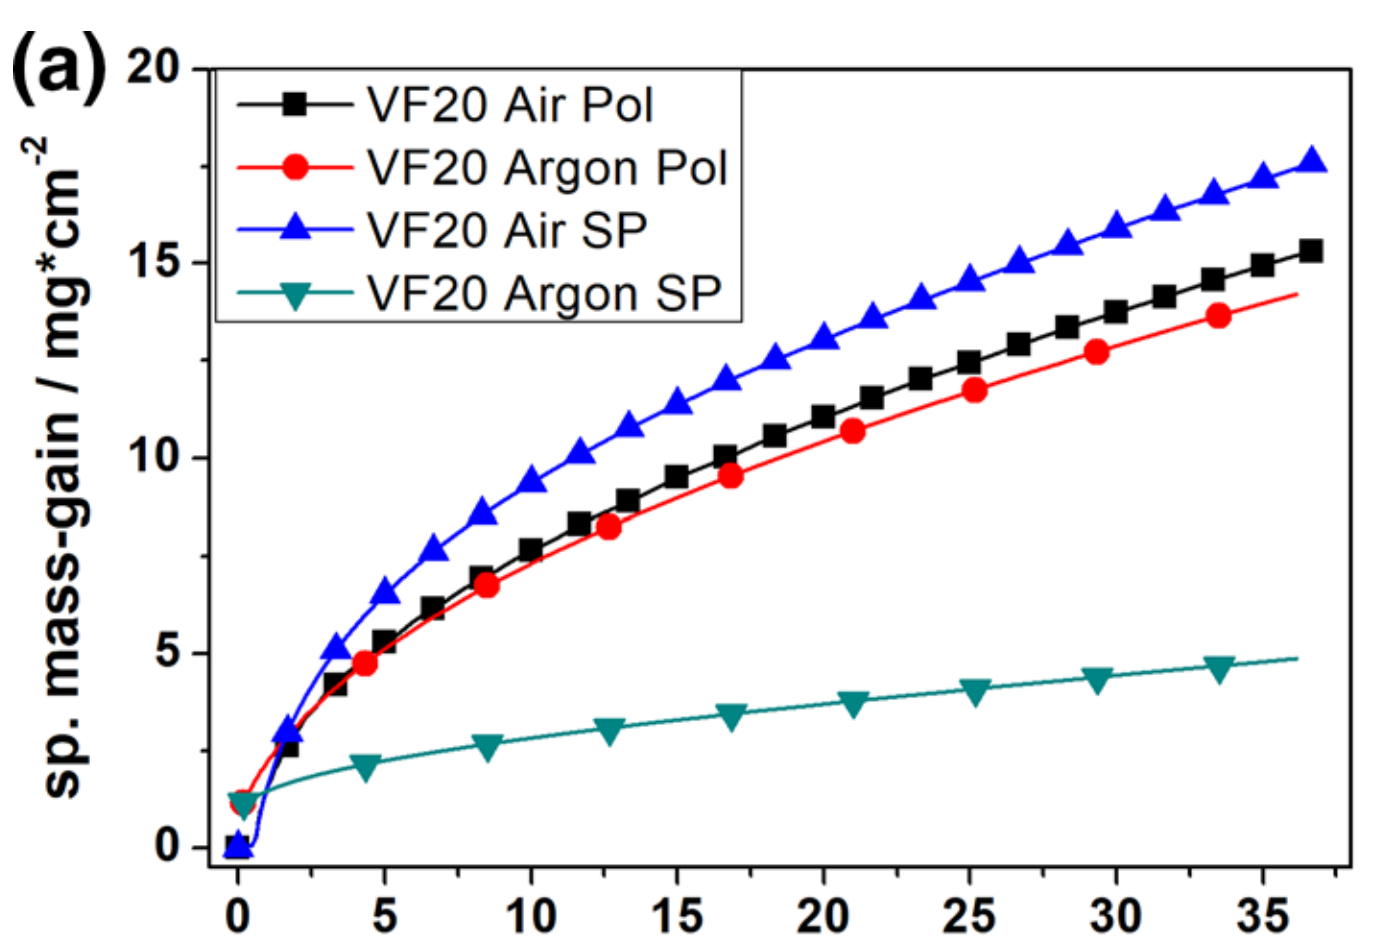 (a)
20
15
10
5
0
sp. mass-gain / mg*cm⁻²
VF20 Air Pol
VF20 Argon Pol
VF20 Air SP
VF20 Argon SP
0 5 10 15 20 25 30 35